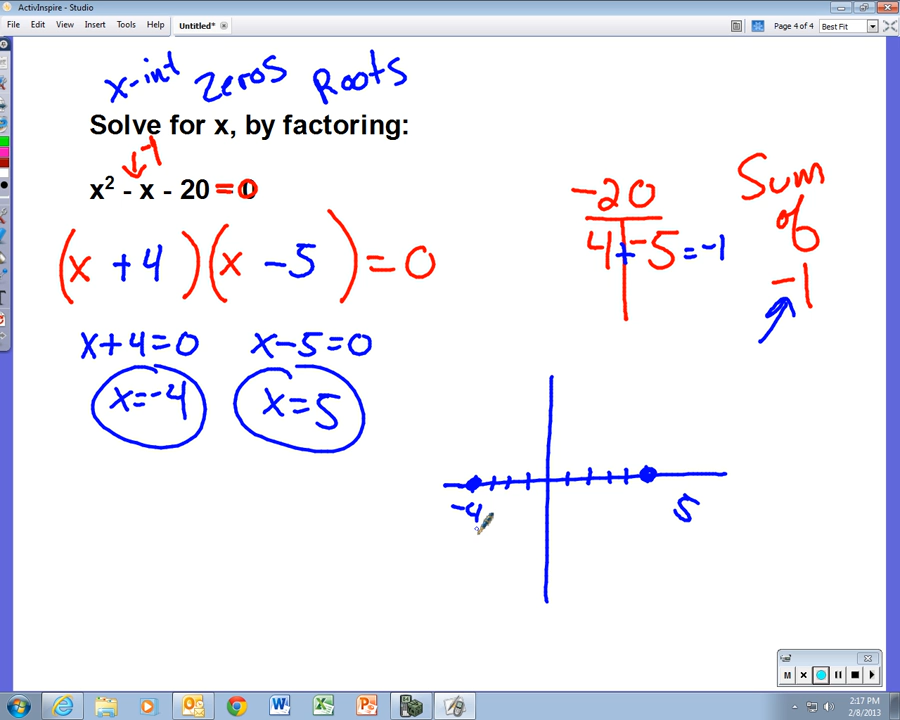 ActivInspire - Studio
File Edit View Insert Tools Help
Untitled*
Page 4 of 4
Best Fit
x-int zeros Roots
Solve for x, by factoring:
-1
x² - x - 20 = 0
(x + 4)(x - 5) = 0
x+4=0 x-5=0
x=-4 x=5
-20
4 + -5 = -1
Sum
of
-1
-4 5
M
2:17 PM
2/8/2013